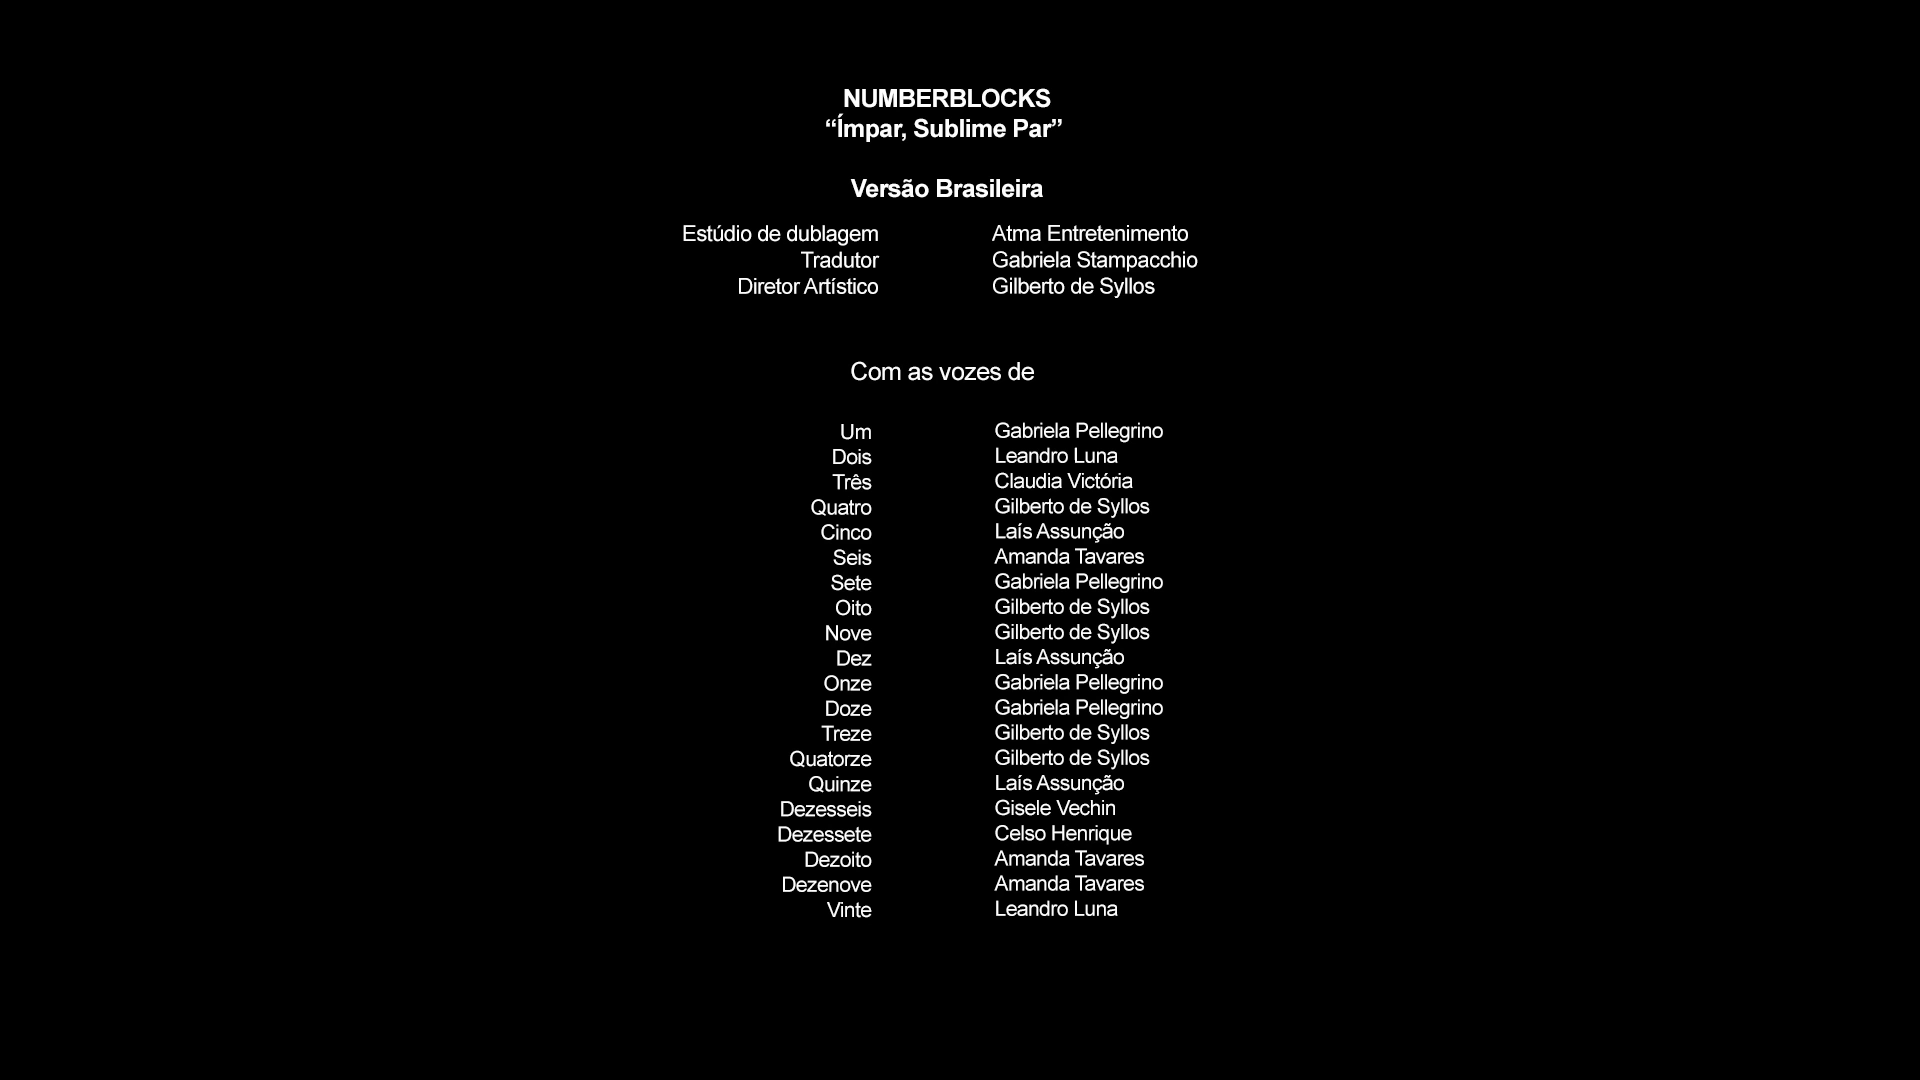 NUMBERBLOCKS
“Ímpar, Sublime Par”
Versão Brasileira
Estúdio de dublagem Atma Entretenimento
Tradutor Gabriela Stampacchio
Diretor Artístico Gilberto de Syllos
Com as vozes de
Um Gabriela Pellegrino
Dois Leandro Luna
Três Claudia Victória
Quatro Gilberto de Syllos
Cinco Laís Assunção
Seis Amanda Tavares
Sete Gabriela Pellegrino
Oito Gilberto de Syllos
Nove Gilberto de Syllos
Dez Laís Assunção
Onze Gabriela Pellegrino
Doze Gabriela Pellegrino
Treze Gilberto de Syllos
Quatorze Gilberto de Syllos
Quinze Laís Assunção
Dezesseis Gisele Vechin
Dezessete Celso Henrique
Dezoito Amanda Tavares
Dezenove Amanda Tavares
Vinte Leandro Luna